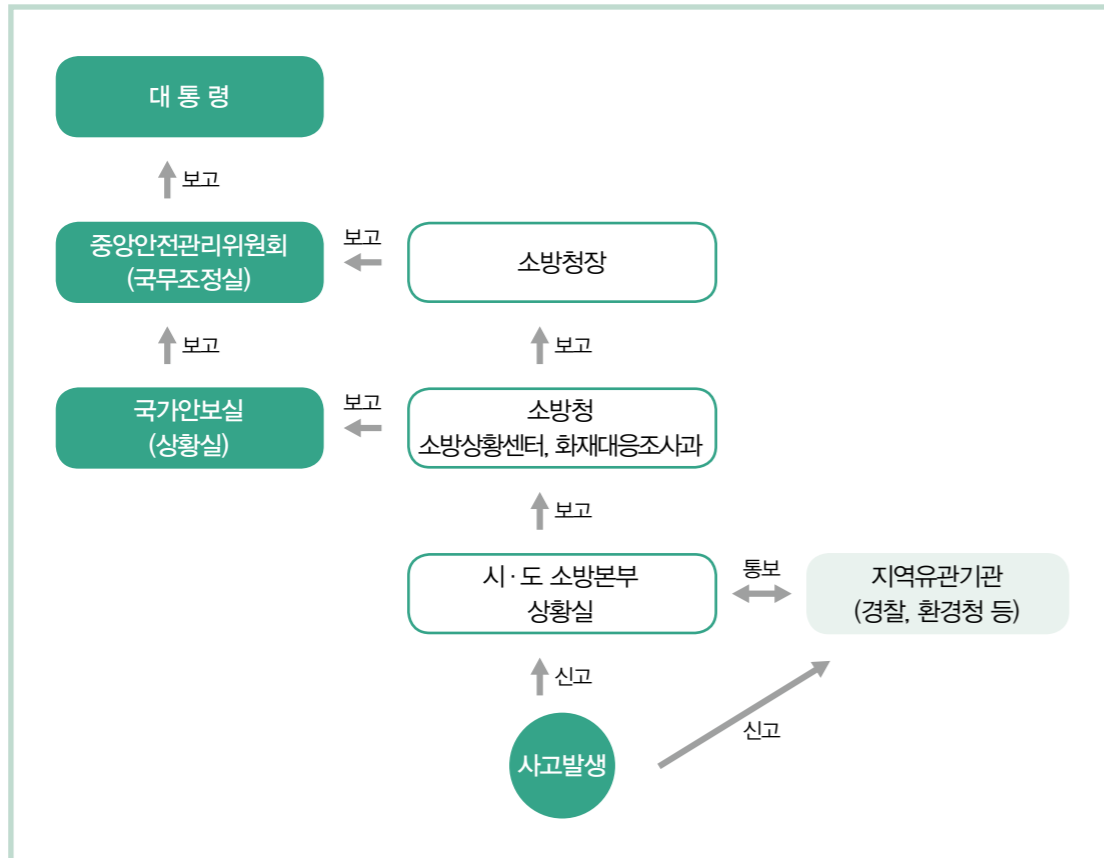 대 통 령
보고
중앙안전관리위원회
(국무조정실)
보고
소방청장
보고
보고
국가안보실
(상황실)
보고
소방청
소방상황센터, 화재대응조사과
보고
시·도 소방본부
상황실
통보
지역유관기관
(경찰, 환경청 등)
신고
신고
사고발생